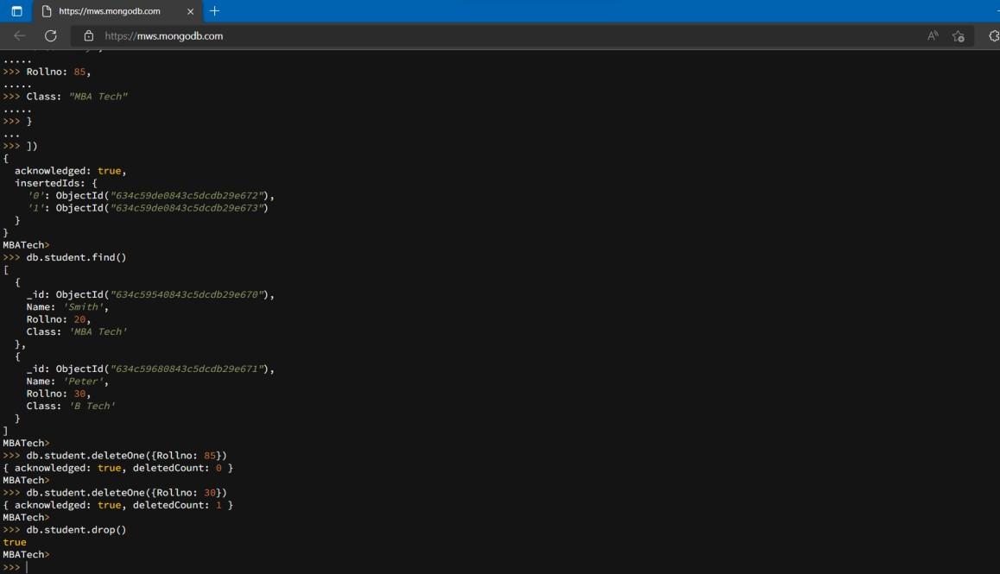 https://mws.mongodb.com
https://mws.mongodb.com
.....
>>> Rollno: 85,
.....
>>> Class: "MBA Tech"
.....
>>> }
...
>>> ])
{
  acknowledged: true,
  insertedIds: {
    '0': ObjectId("634c59de0843c5dcdb29e672"),
    '1': ObjectId("634c59de0843c5dcdb29e673")
  }
}
MBATech>
>>> db.student.find()
[
  {
    _id: ObjectId("634c59540843c5dcdb29e670"),
    Name: 'Smith',
    Rollno: 20,
    Class: 'MBA Tech'
  },
  {
    _id: ObjectId("634c59680843c5dcdb29e671"),
    Name: 'Peter',
    Rollno: 30,
    Class: 'B Tech'
  }
]
MBATech>
>>> db.student.deleteOne({Rollno: 85})
{ acknowledged: true, deletedCount: 0 }
MBATech>
>>> db.student.deleteOne({Rollno: 30})
{ acknowledged: true, deletedCount: 1 }
MBATech>
>>> db.student.drop()
true
MBATech>
>>>